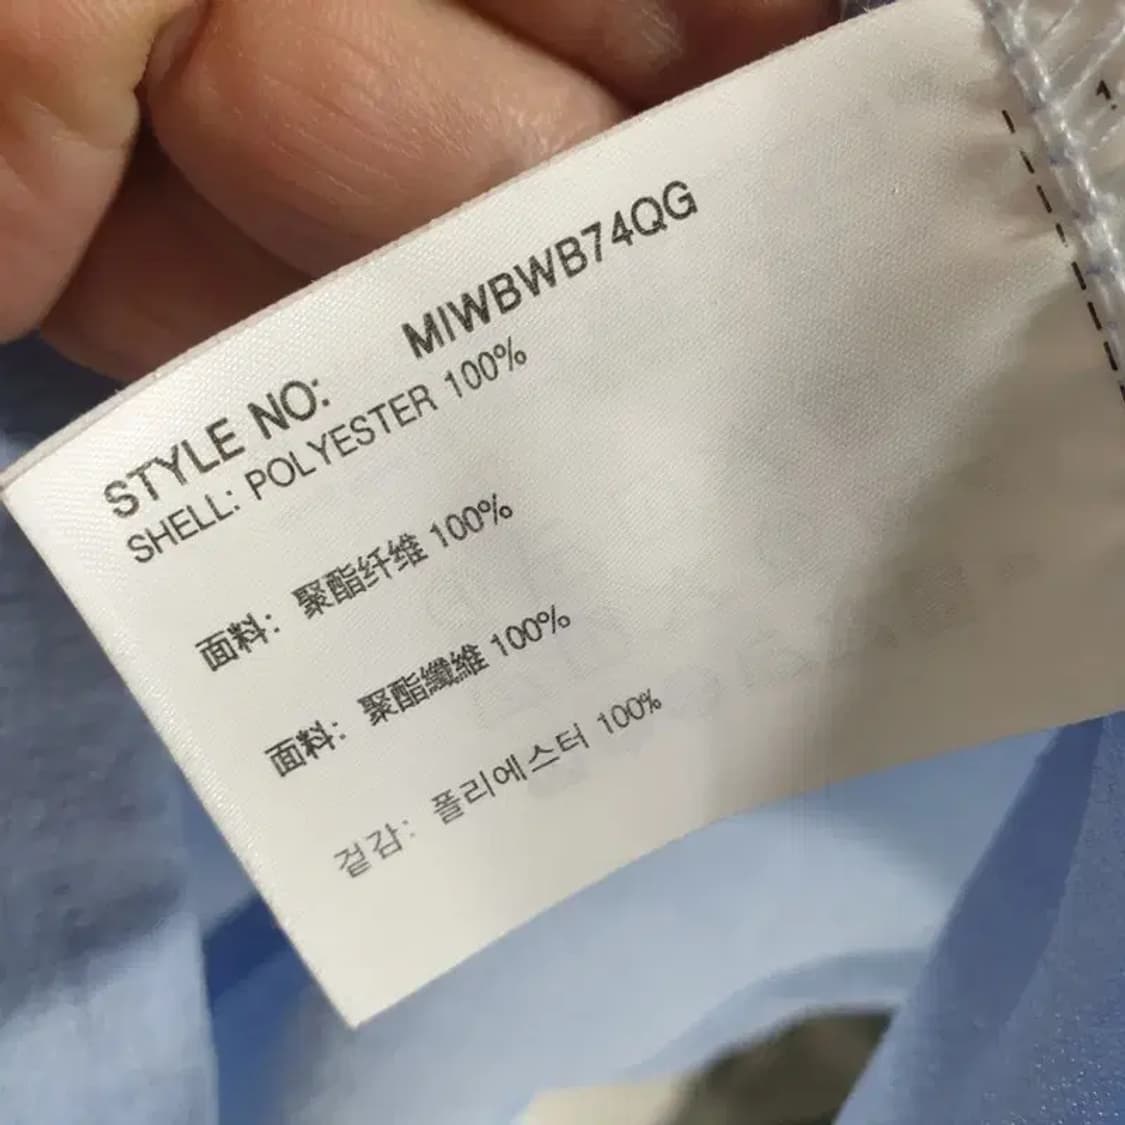 STYLE NO: MIWBWB74QG
SHELL: POLYESTER 100%
面料: 聚酯纤维 100%
面料: 聚酯纖維 100%
겉감: 폴리에스터 100%
1.